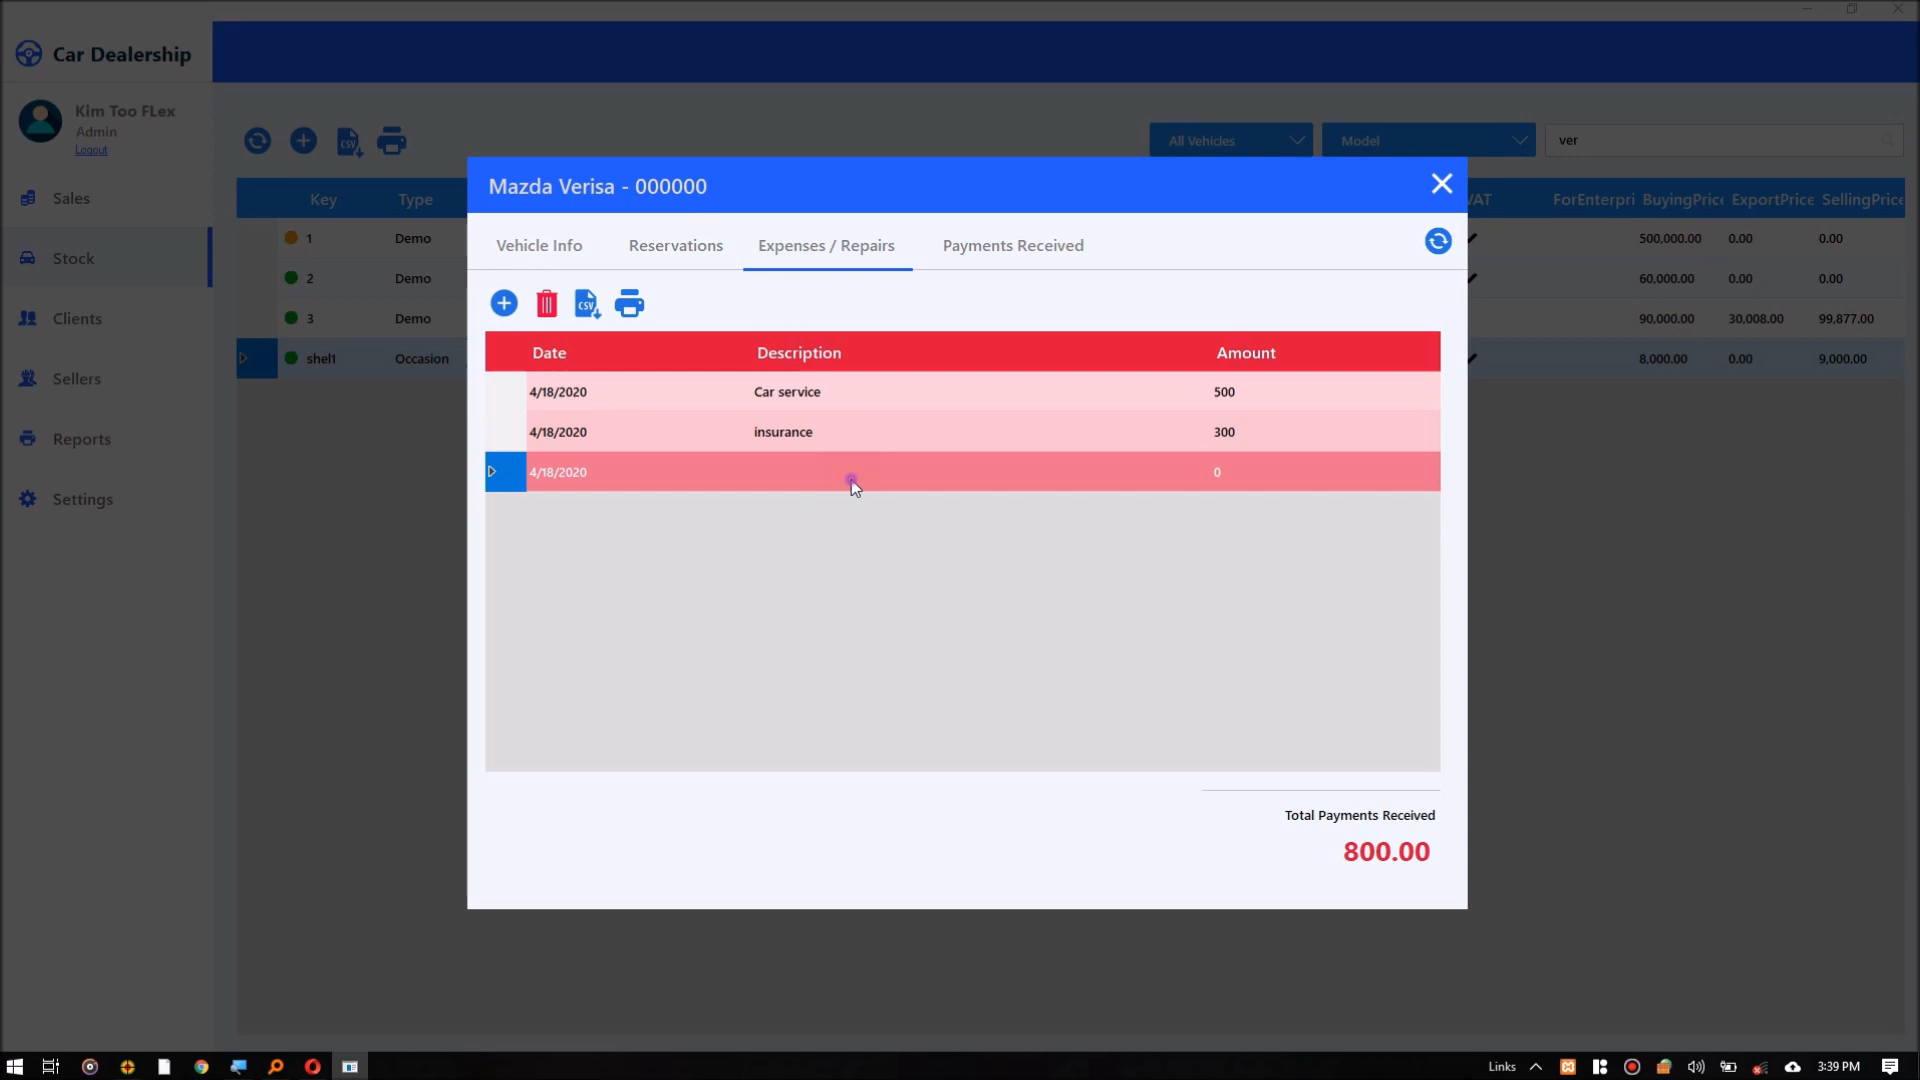 Car Dealership
Kim Too FLex
Admin
Logout
Sales
Stock
Clients
Sellers
Reports
Settings
CSV
All Vehicles
Model
ver
Key Type VAT ForEnterpri BuyingPrice ExportPrice SellingPrice
1 Demo 500,000.00 0.00 0.00
2 Demo 60,000.00 0.00 0.00
3 Demo 90,000.00 30,008.00 99,877.00
shel1 Occasion 8,000.00 0.00 9,000.00
Mazda Verisa - 000000
Vehicle Info Reservations Expenses / Repairs Payments Received
CSV
Date Description Amount
4/18/2020 Car service 500
4/18/2020 insurance 300
4/18/2020 0
Total Payments Received
800.00
Links 3:39 PM